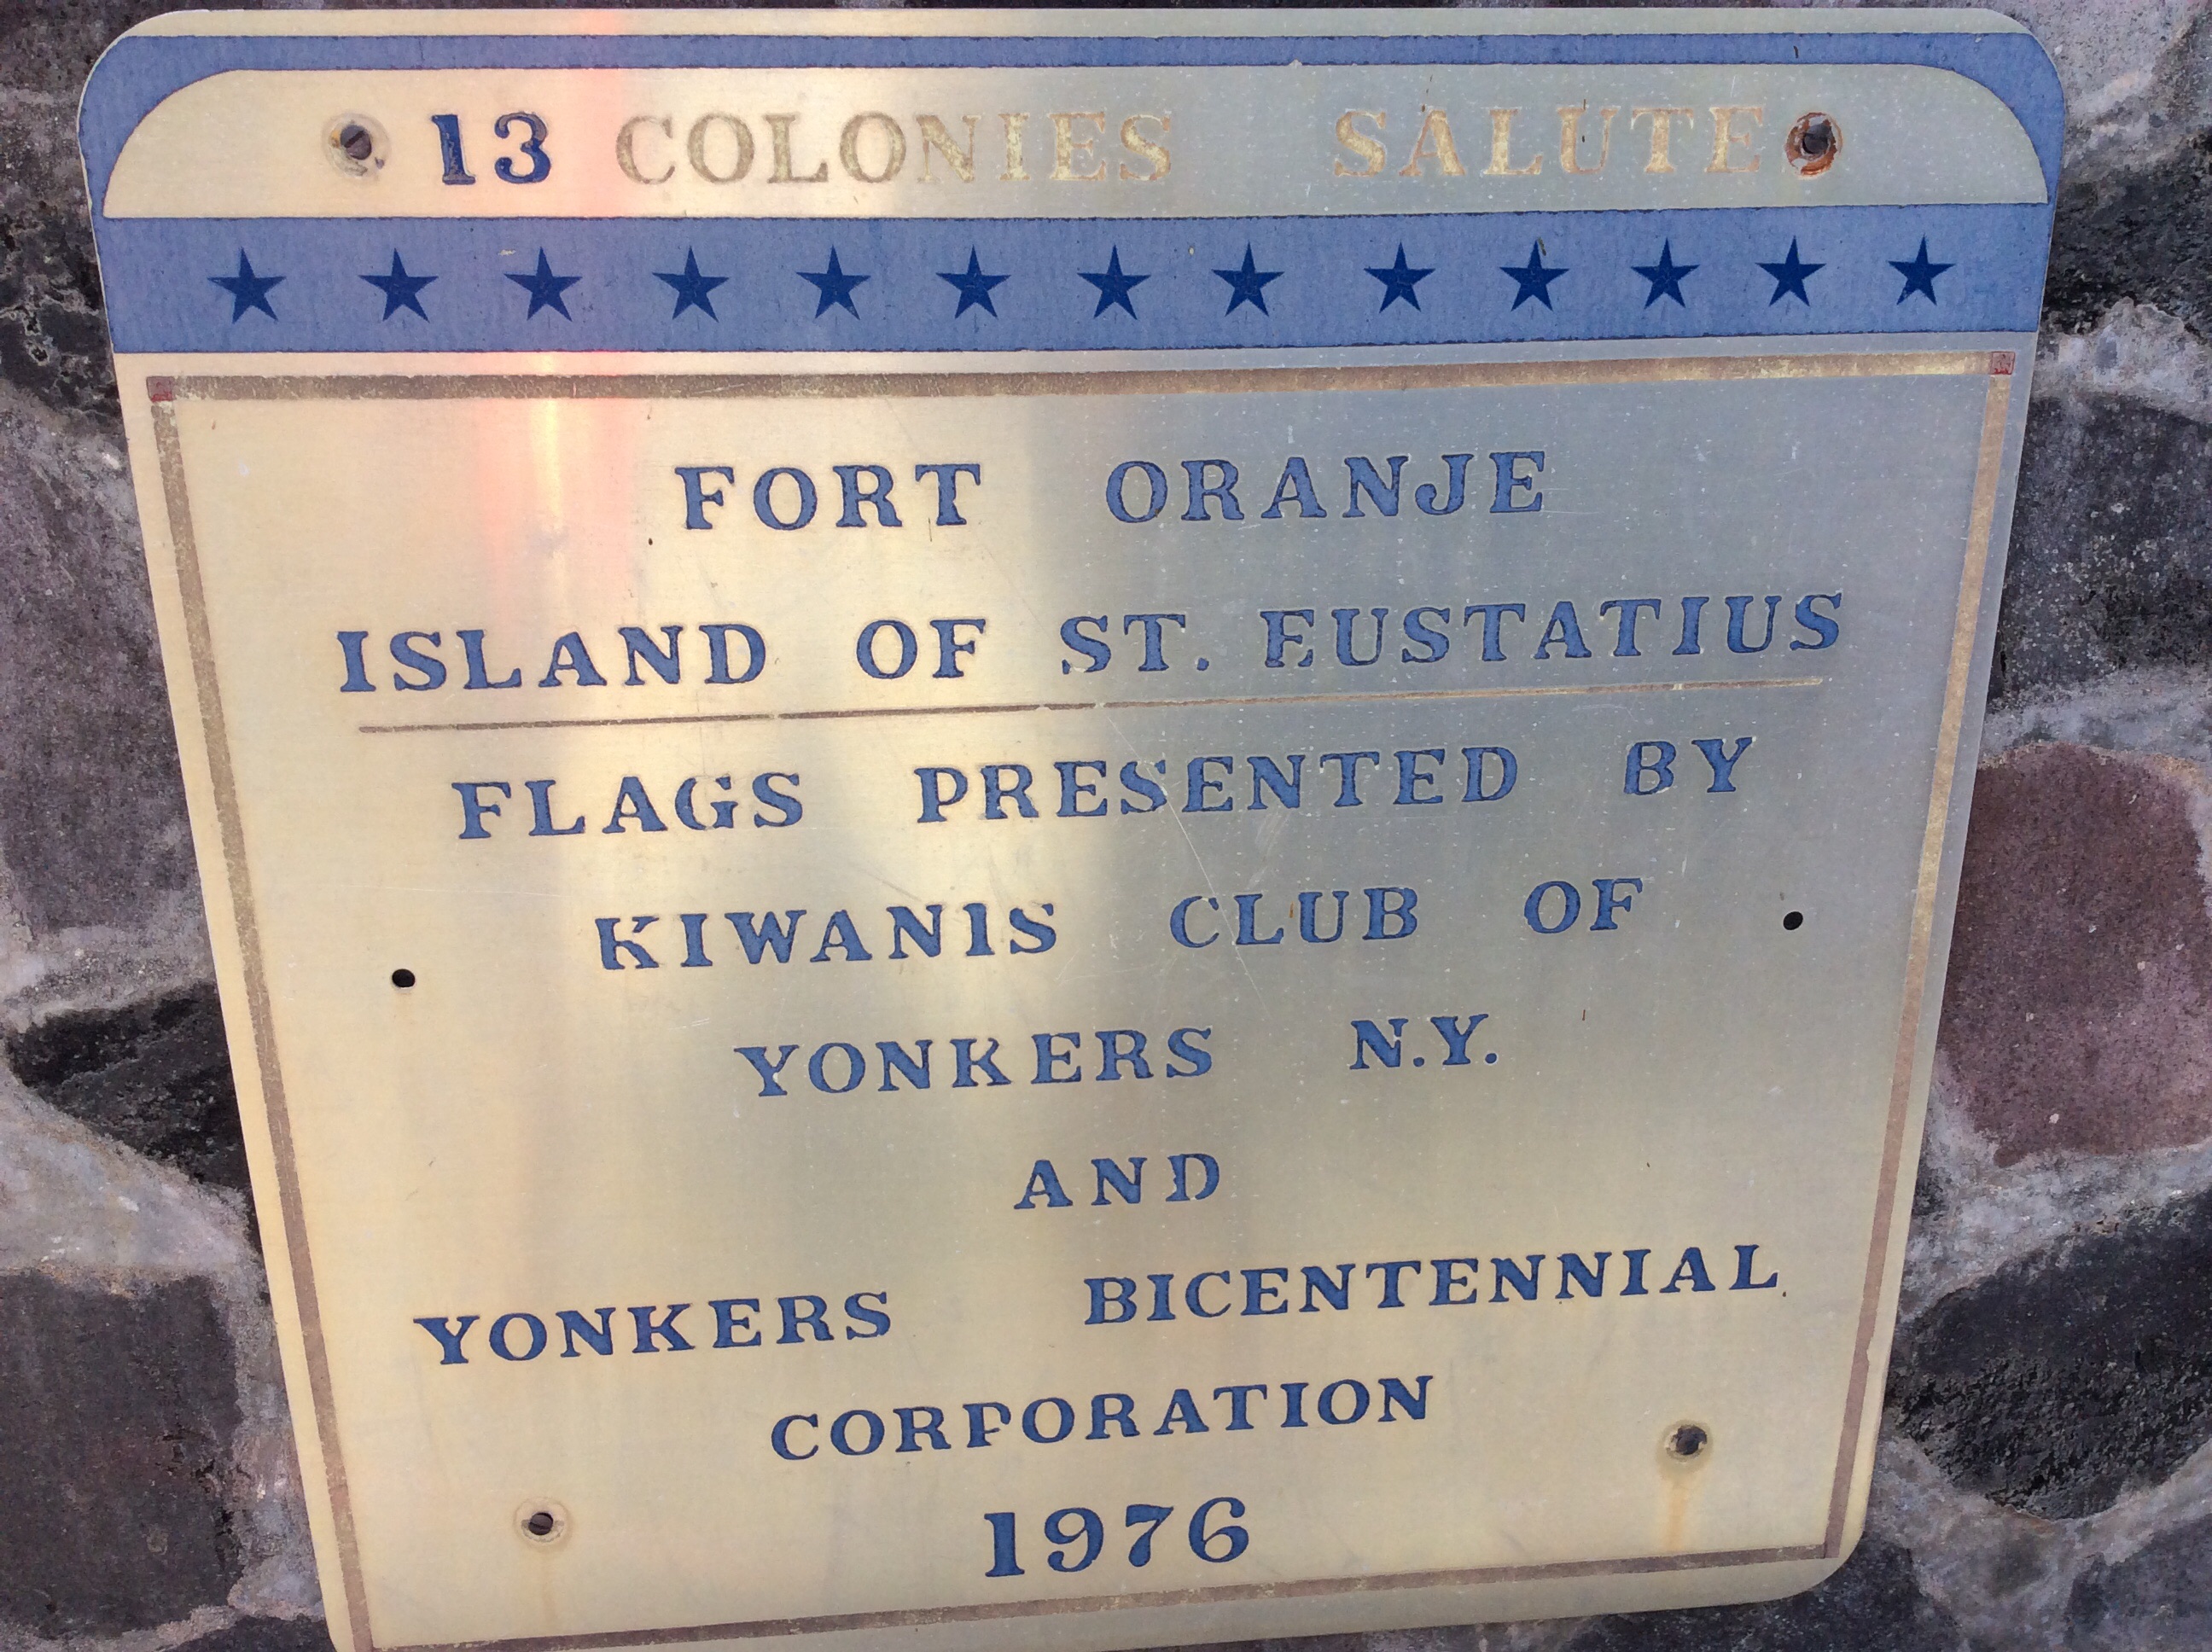 13 COLONIES SALUTE
FORT ORANJE
ISLAND OF ST. EUSTATIUS
FLAGS PRESENTED BY
KIWANIS CLUB OF
YONKERS N.Y.
AND
YONKERS BICENTENNIAL
CORPORATION
1976